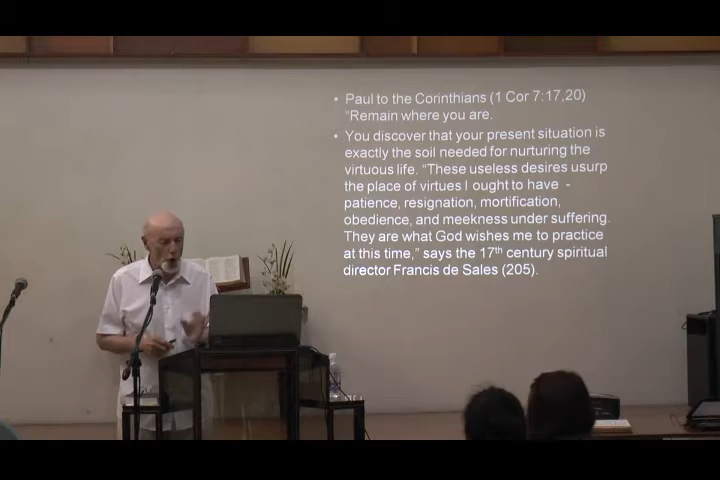 • Paul to the Corinthians (1 Cor 7:17,20)
"Remain where you are.
• You discover that your present situation is
exactly the soil needed for nurturing the
virtuous life. "These useless desires usurp
the place of virtues I ought to have -
patience, resignation, mortification,
obedience, and meekness under suffering.
They are what God wishes me to practice
at this time," says the 17th century spiritual
director Francis de Sales (205).